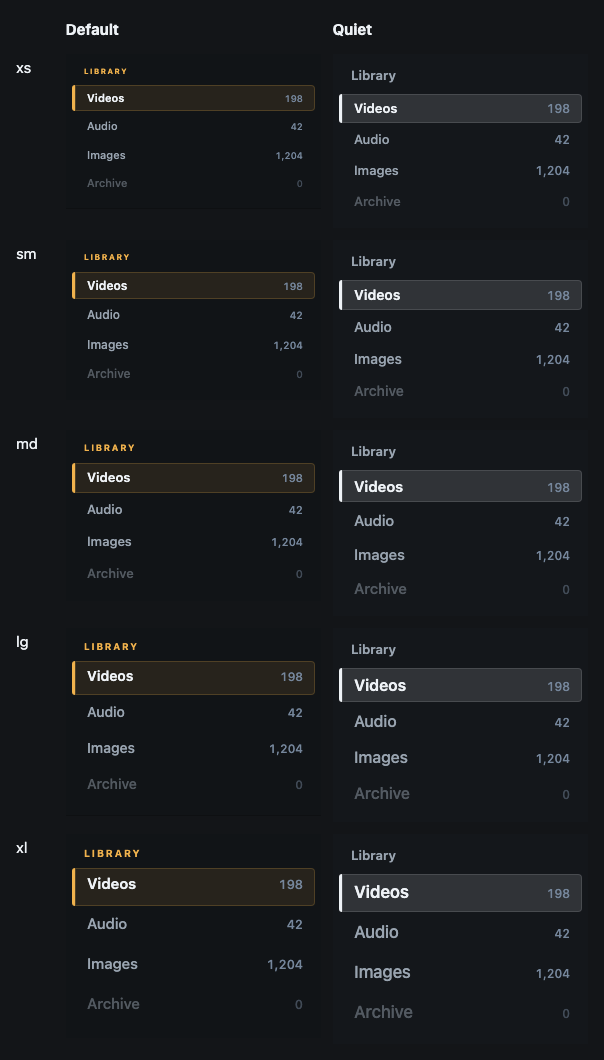 Default Quiet
xs
LIBRARY
Videos 198
Audio 42
Images 1,204
Archive 0
Library
Videos 198
Audio 42
Images 1,204
Archive 0
sm
LIBRARY
Videos 198
Audio 42
Images 1,204
Archive 0
Library
Videos 198
Audio 42
Images 1,204
Archive 0
md
LIBRARY
Videos 198
Audio 42
Images 1,204
Archive 0
Library
Videos 198
Audio 42
Images 1,204
Archive 0
lg
LIBRARY
Videos 198
Audio 42
Images 1,204
Archive 0
Library
Videos 198
Audio 42
Images 1,204
Archive 0
xl
LIBRARY
Videos 198
Audio 42
Images 1,204
Archive 0
Library
Videos 198
Audio 42
Images 1,204
Archive 0